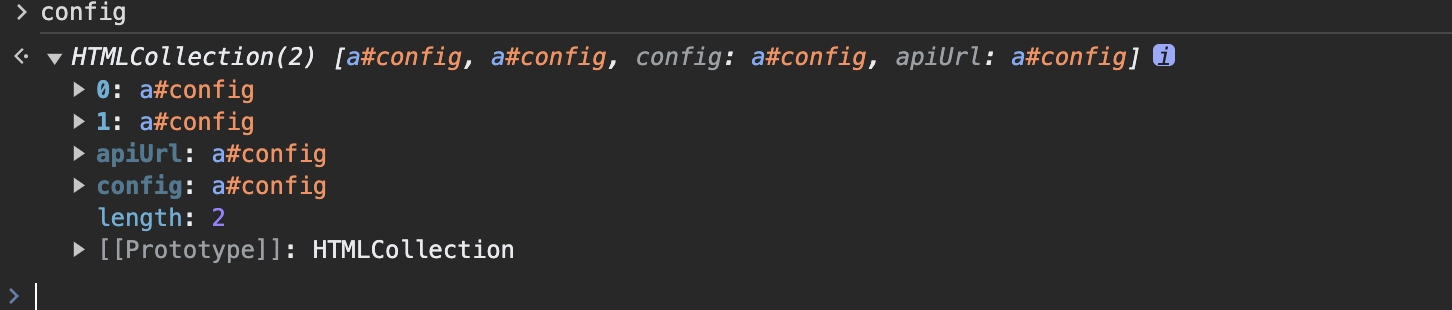 > config
<· ▼ HTMLCollection(2) [a#config, a#config, config: a#config, apiUrl: a#config] i
▶ 0: a#config
▶ 1: a#config
▶ apiUrl: a#config
▶ config: a#config
length: 2
▶ [[Prototype]]: HTMLCollection
>